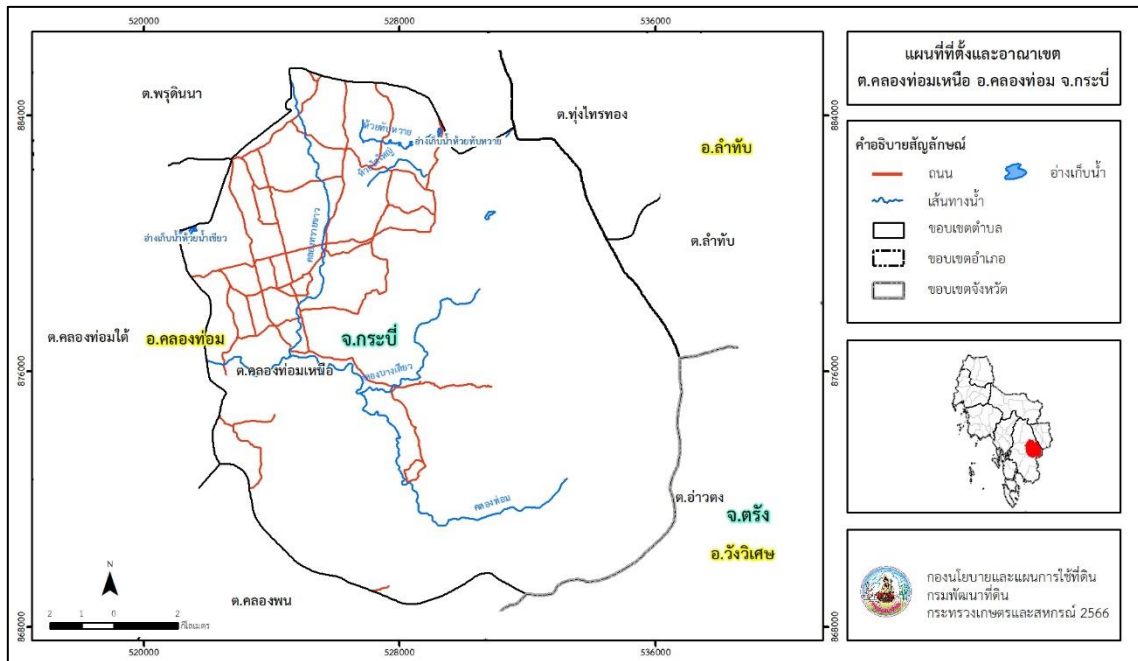 แผนที่ที่ตั้งและอาณาเขต
ต.คลองท่อมเหนือ อ.คลองท่อม จ.กระบี่
คำอธิบายสัญลักษณ์
ถนน
อ่างเก็บน้ำ
เส้นทางน้ำ
ขอบเขตตำบล
ขอบเขตอำเภอ
ขอบเขตจังหวัด
กองนโยบายและแผนการใช้ที่ดิน
กรมพัฒนาที่ดิน
กระทรวงเกษตรและสหกรณ์ 2566
520000
528000
536000
884000
884000
876000
876000
868000
868000
520000
528000
536000
ต.พรุดินนา
ต.ทุ่งไทรทอง
อ.ลำทับ
ห้วยทับหวาย
อ่างเก็บน้ำห้วยทับหวาย
ต.ลำทับ
อ่างเก็บน้ำห้วยน้ำเขียว
คลองทรายขาว
ต.คลองท่อมใต้
อ.คลองท่อม
จ.กระบี่
ต.คลองท่อมเหนือ
คลองบางเตียว
คลองท่อม
ต.อ่าวตง
จ.ตรัง
อ.วังวิเศษ
ต.คลองพน
N
2 1 0 2
กิโลเมตร